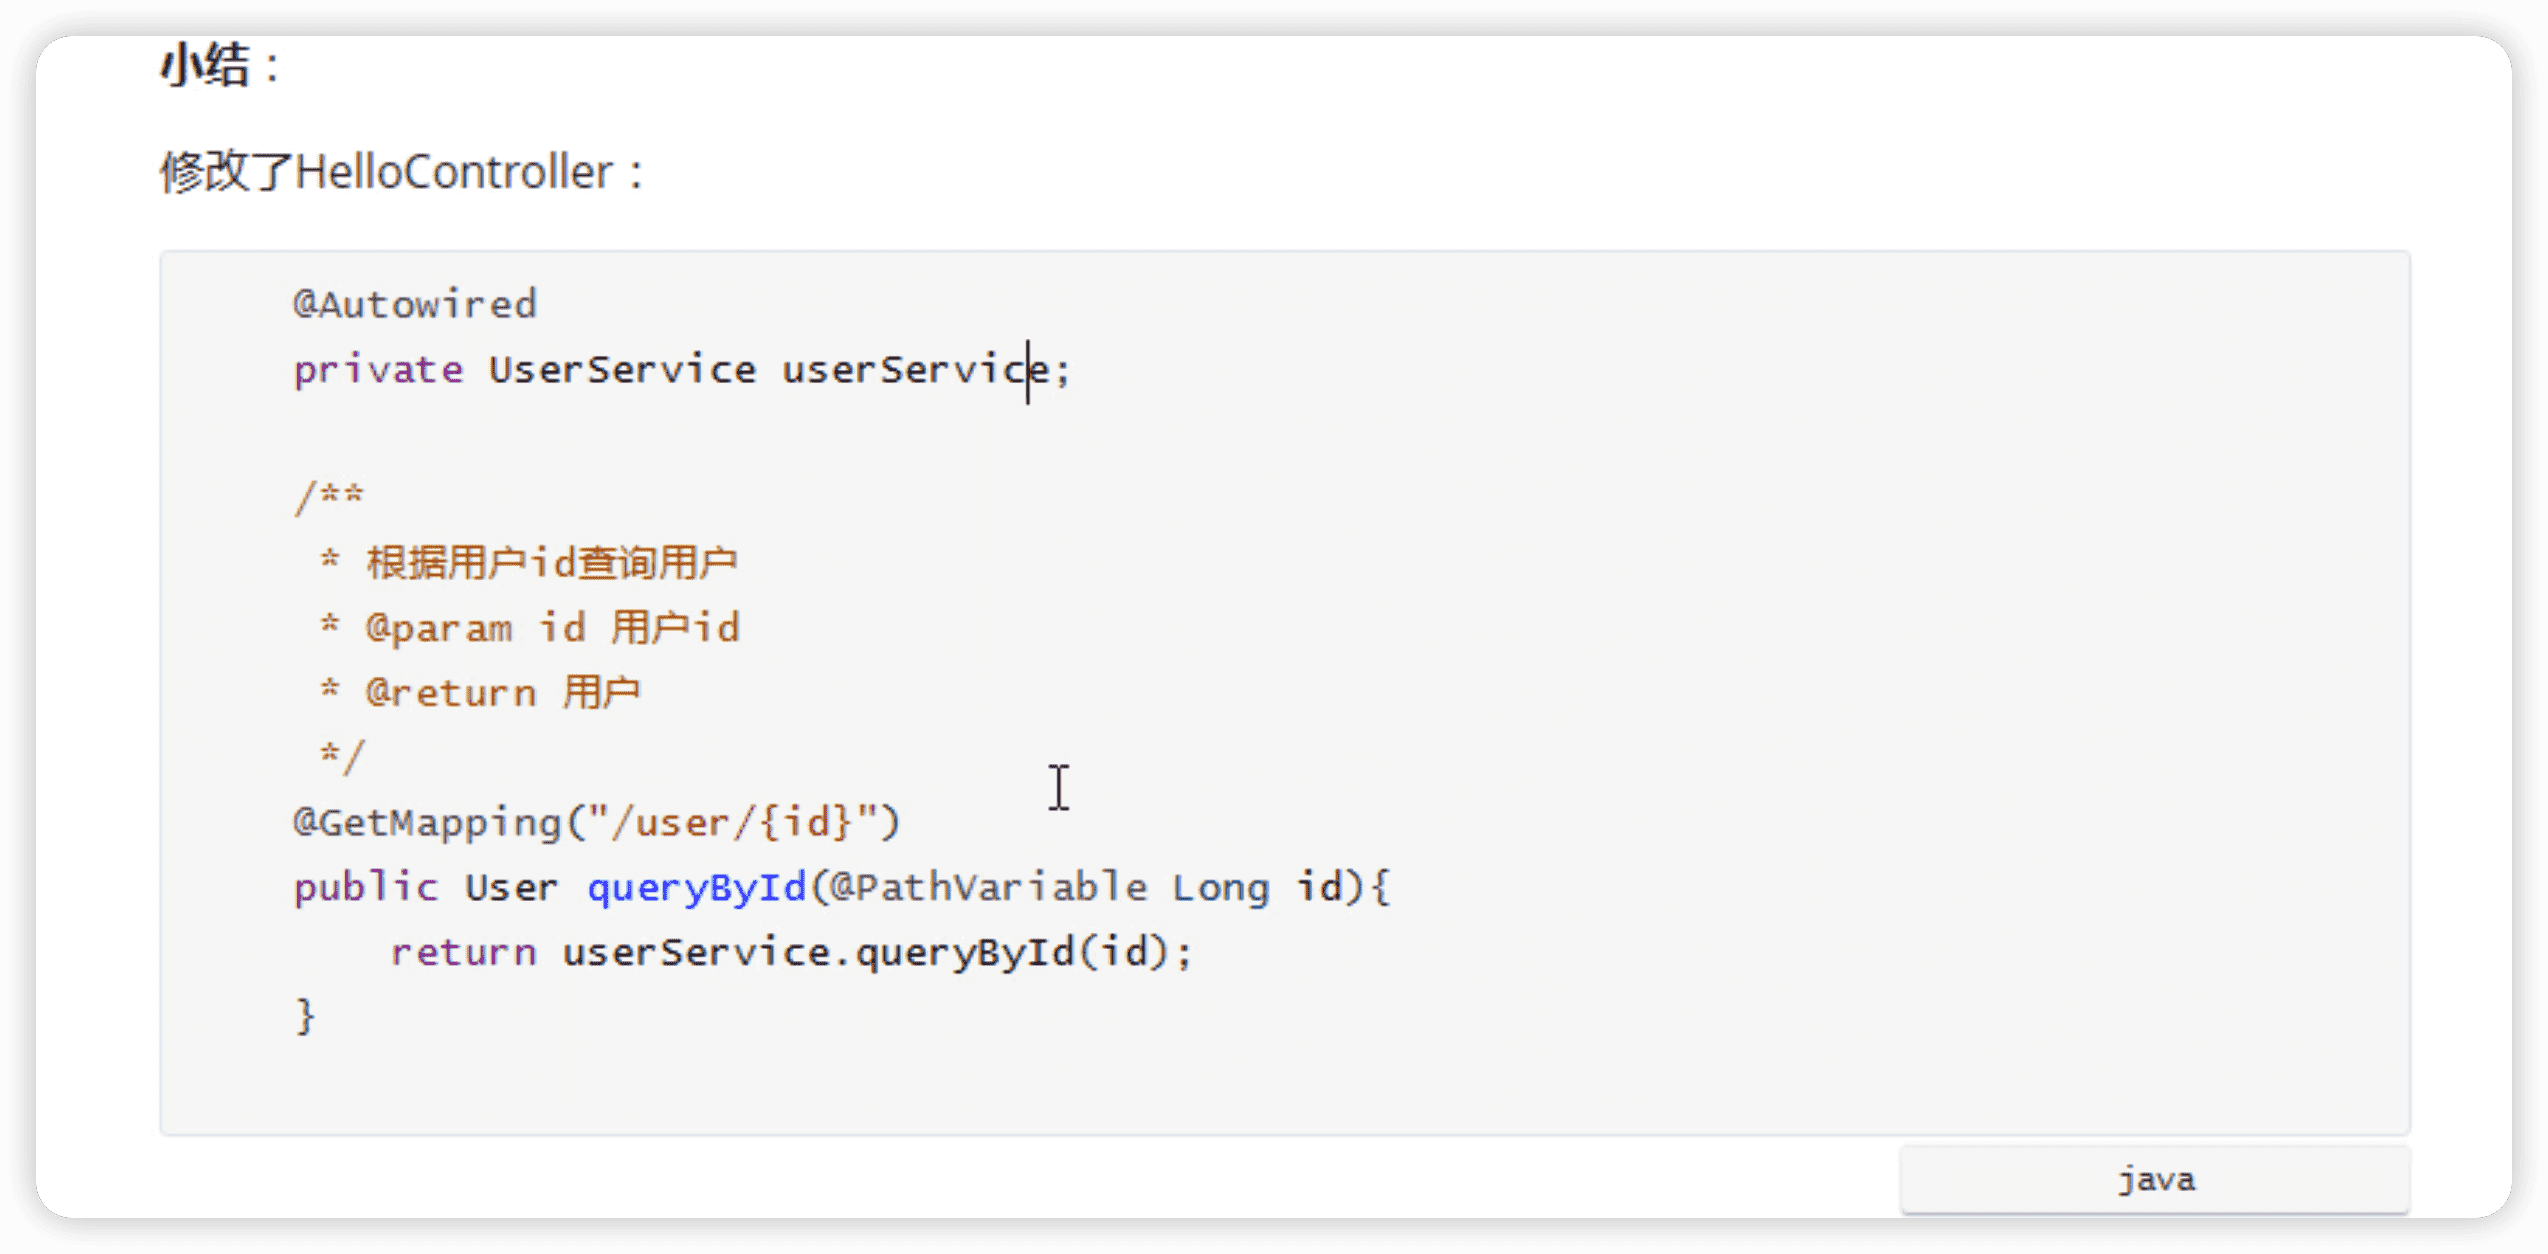 小结：
修改了HelloController：
@Autowired
private UserService userService;
/**
* 根据用户id查询用户
* @param id 用户id
* @return 用户
*/
@GetMapping("/user/{id}")
public User queryById(@PathVariable Long id){
return userService.queryById(id);
}
java